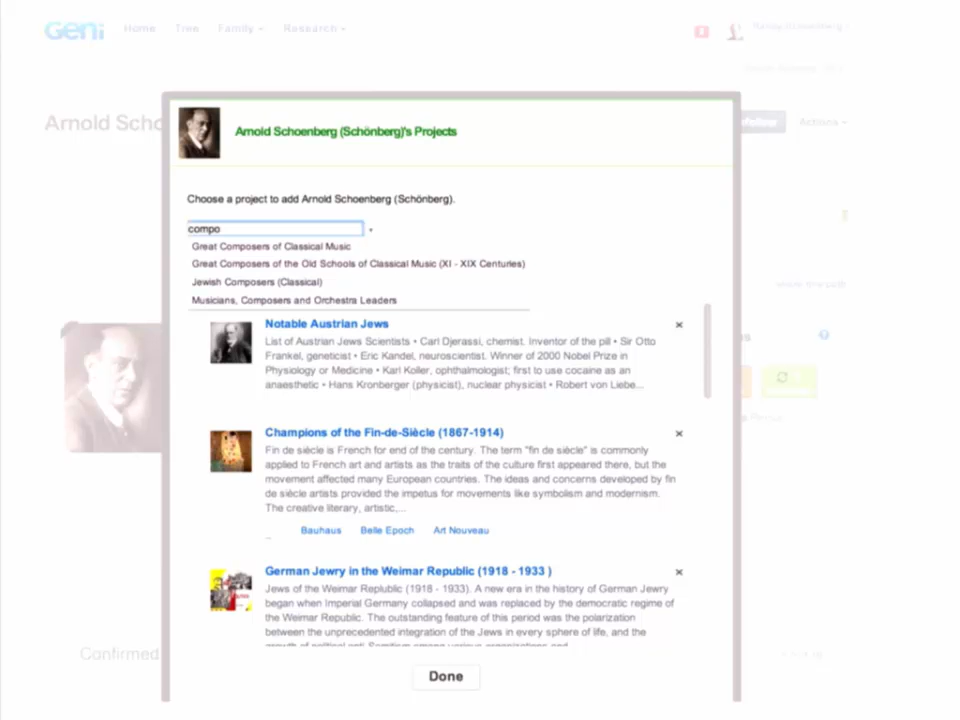 Geni
Home Tree Family Research
Arnold Scho
Actions
Arnold Schoenberg (Schönberg)'s Projects
Choose a project to add Arnold Schoenberg (Schönberg).
compo
Great Composers of Classical Music
Great Composers of the Old Schools of Classical Music (XI - XIX Centuries)
Jewish Composers (Classical)
Musicians, Composers and Orchestra Leaders
Notable Austrian Jews
List of Austrian Jews Scientists • Carl Djerassi, chemist. Inventor of the pill • Sir Otto
Frankel, geneticist • Eric Kandel, neuroscientist. Winner of 2000 Nobel Prize in
Physiology or Medicine • Karl Koller, ophthalmologist; first to use cocaine as an
anaesthetic • Hans Kronberger (physicist), nuclear physicist • Robert von Liebe...
Champions of the Fin-de-Siècle (1867-1914)
Fin de siècle is French for end of the century. The term "fin de siècle" is commonly
applied to French art and artists as the traits of the culture first appeared there, but the
movement affected many European countries. The ideas and concerns developed by fin
de siècle artists provided the impetus for movements like symbolism and modernism.
The creative literary, artistic,...
Bauhaus Belle Epoch Art Nouveau
German Jewry in the Weimar Republic (1918 - 1933 )
Jews of the Weimar Replublic (1918 - 1933). A new era in the history of German Jewry
began when Imperial Germany collapsed and was replaced by the democratic regime of
the Weimar Republic. The outstanding feature of this period was the polarization
between the unprecedented integration of the Jews in every sphere of life, and the
Confirmed
Done